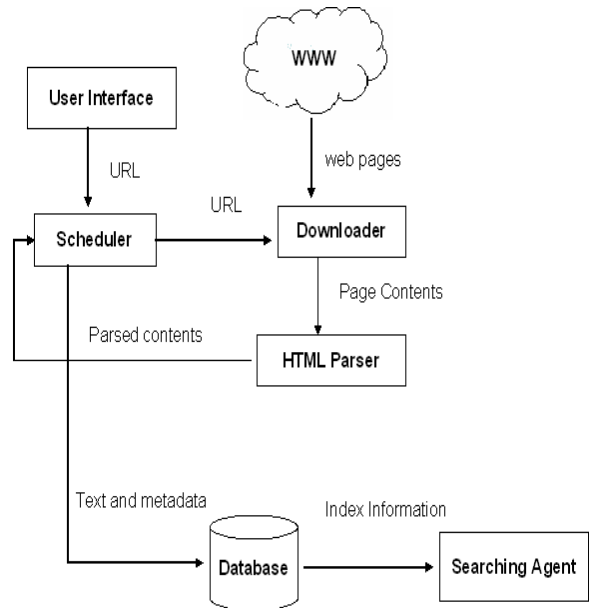 WWW
User Interface
URL
web pages
URL
Scheduler
Downloader
Page Contents
Parsed contents
HTML Parser
Text and metadata
Index Information
Database
Searching Agent